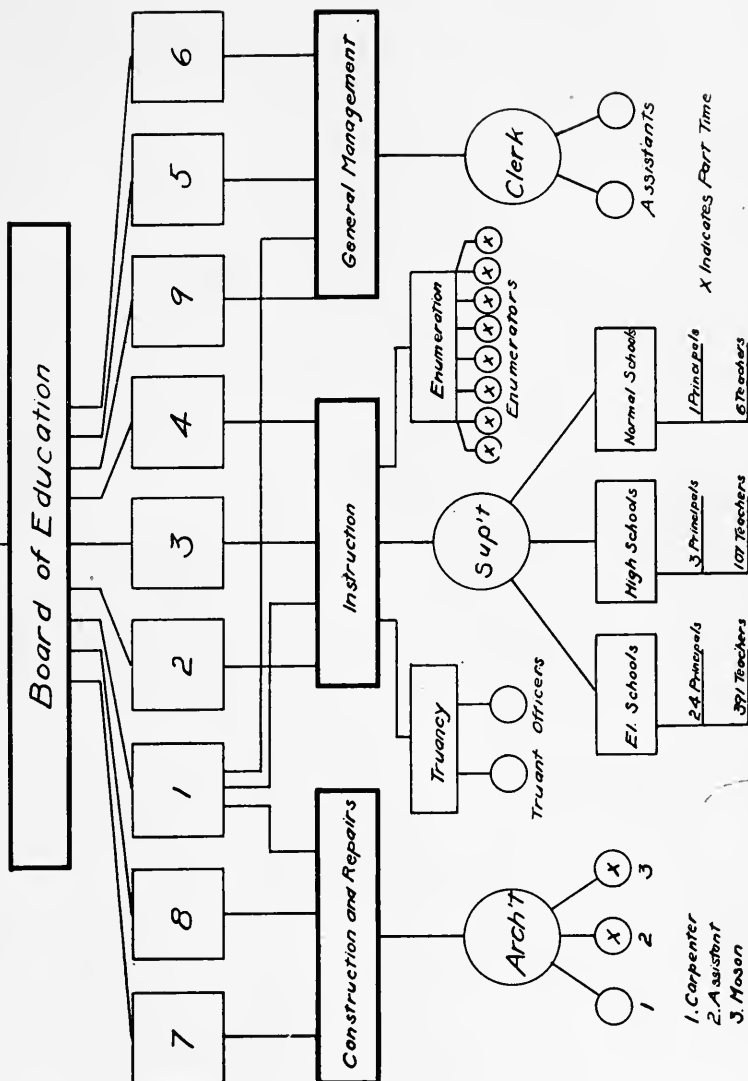 Board of Education
7
8
1
2
3
4
9
5
6
Construction and Repairs
Instruction
General Management
Truancy
Truant Officers
Enumeration
X X X X X X X X
Enumerators
Arch't
Sup't
Clerk
1
X 2
X 3
Assistants
1. Carpenter
2. Assistant
3. Mason
El. Schools
24 Principals
391 Teachers
High Schools
3 Principals
107 Teachers
Normal Schools
1 Principals
6 Teachers
X Indicates Part Time